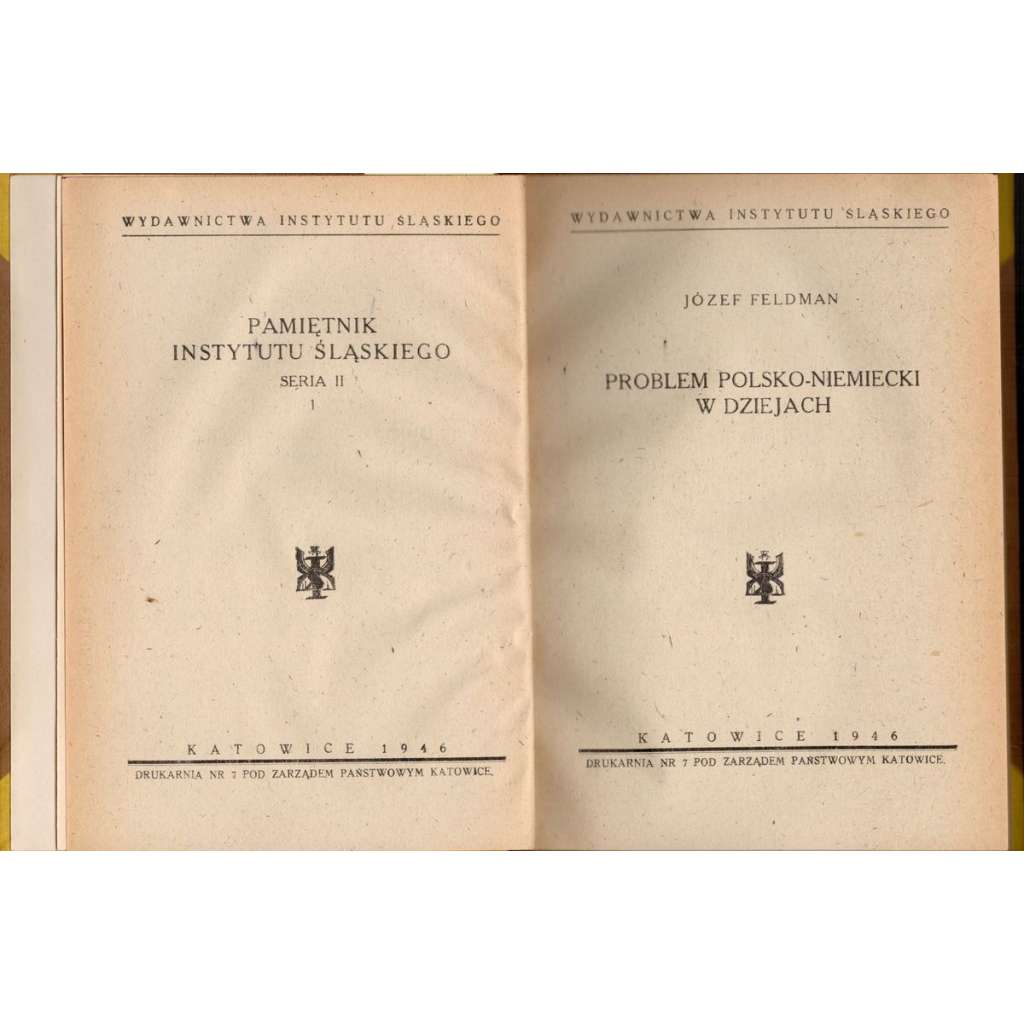 WYDAWNICTWA INSTYTUTU ŚLĄSKIEGO
PAMIĘTNIK
INSTYTUTU ŚLĄSKIEGO
SERIA II
1
KATOWICE 1946
DRUKARNIA NR 7 POD ZARZĄDEM PAŃSTWOWYM KATOWICE.
WYDAWNICTWA INSTYTUTU ŚLĄSKIEGO
JÓZEF FELDMAN
PROBLEM POLSKO-NIEMIECKI
W DZIEJACH
KATOWICE 1946
DRUKARNIA NR 7 POD ZARZĄDEM PAŃSTWOWYM KATOWICE.